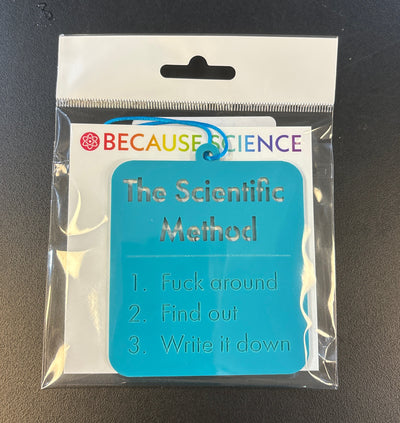 BECAUSE SCIENCE
The Scientific
Method
1. Fuck around
2. Find out
3. Write it down